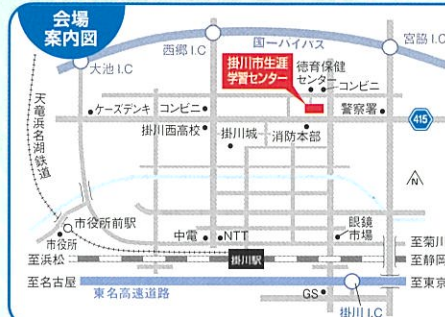 会場
案内図
西郷 I.C
国一バイパス
宮脇 I.C
大池 I.C
掛川市生涯
学習センター
徳育保健
センター
コンビニ
天竜浜名湖鉄道
ケーズデンキ
コンビニ
警察署
415
掛川西高校
掛川城
消防本部
N
市役所前駅
市役所
中電
NTT
眼鏡
市場
至菊川
至浜松
掛川駅
至静岡
至名古屋
東名高速道路
至東京
GS
掛川 I.C